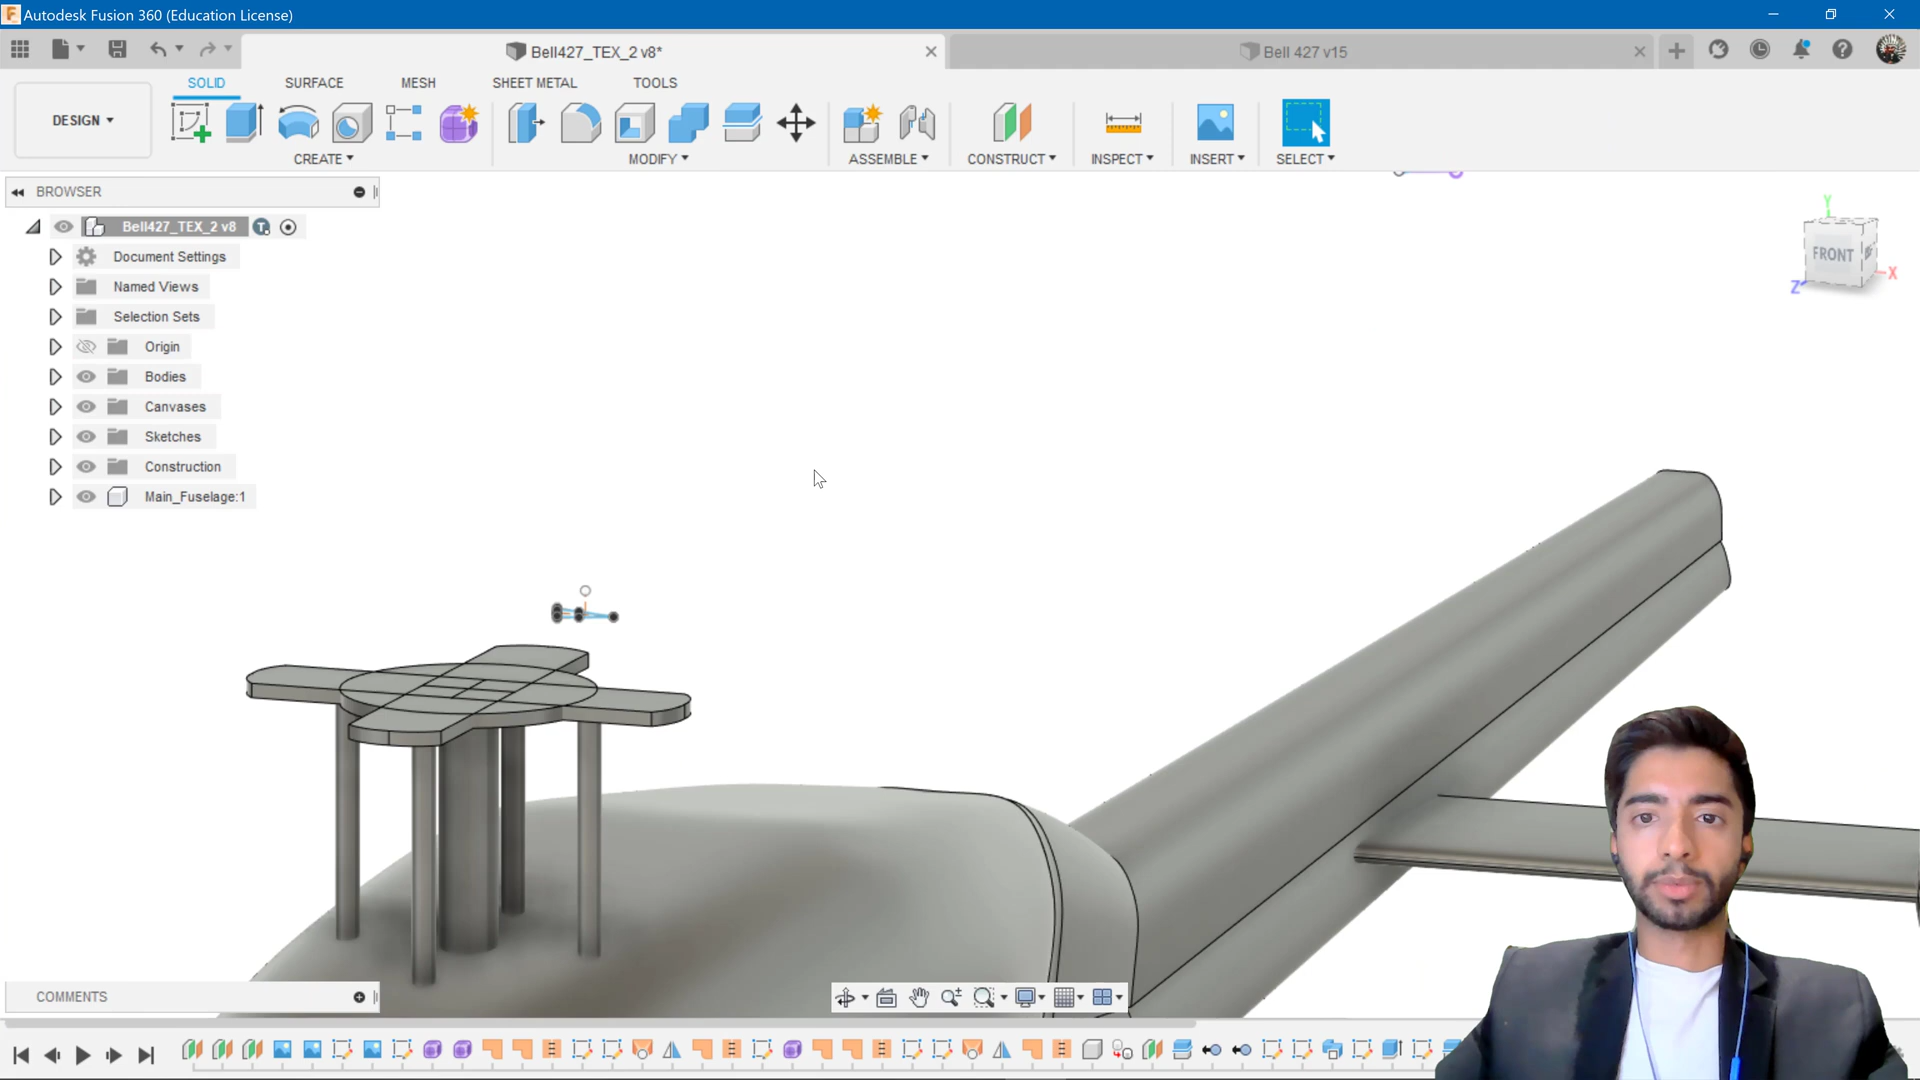 Autodesk Fusion 360 (Education License)
Bell427_TEX_2 v8*
Bell 427 v15
SOLID
SURFACE
MESH
SHEET METAL
TOOLS
DESIGN
CREATE
MODIFY
ASSEMBLE
CONSTRUCT
INSPECT
INSERT
SELECT
BROWSER
Bell427_TEX_2 v8
Document Settings
Named Views
Selection Sets
Origin
Bodies
Canvases
Sketches
Construction
Main_Fuselage:1
Y
FRONT
X
Z
COMMENTS